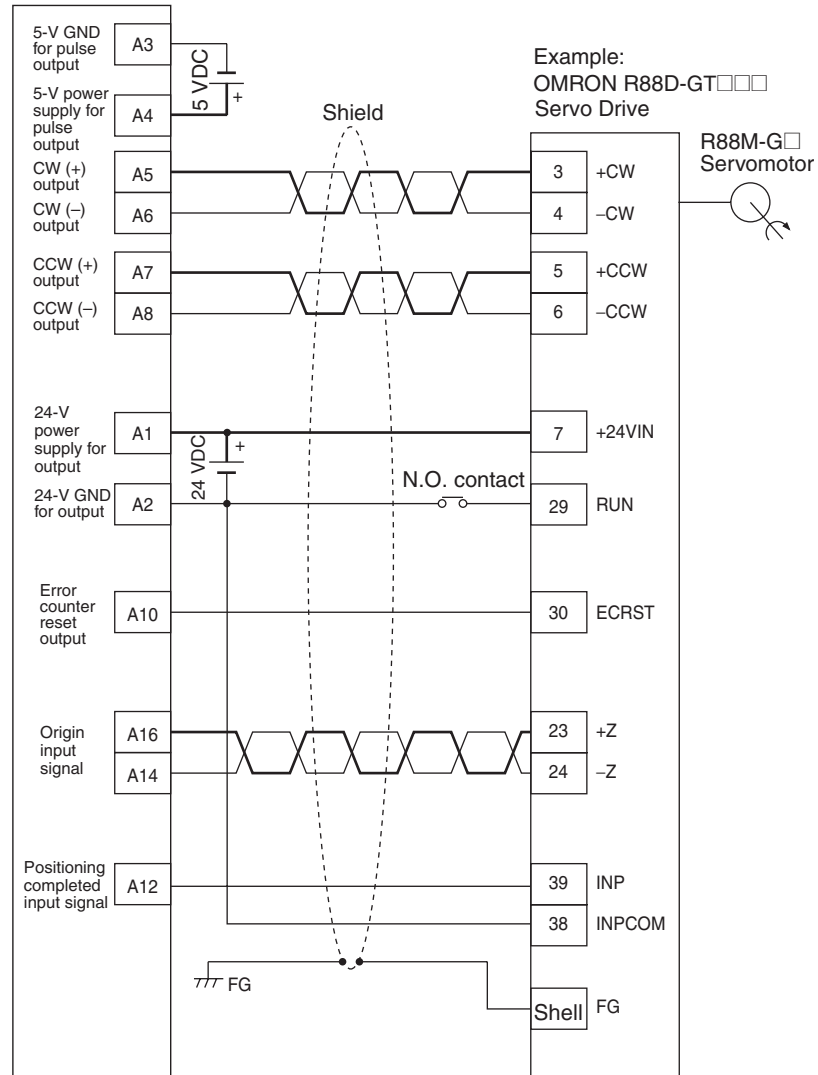 5-V GND
for pulse
output
A3
5 VDC
+
5-V power
supply for
pulse
output
A4
Shield
Example:
OMRON R88D-GT□□□
Servo Drive
R88M-G□
Servomotor
CW (+)
output
A5
3
+CW
CW (–)
output
A6
4
–CW
CCW (+)
output
A7
5
+CCW
CCW (–)
output
A8
6
–CCW
24-V
power
supply for
output
A1
24 VDC
+
7
+24VIN
24-V GND
for output
A2
N.O. contact
29
RUN
Error
counter
reset
output
A10
30
ECRST
Origin
input
signal
A16
A14
23
+Z
24
–Z
Positioning
completed
input signal
A12
39
INP
38
INPCOM
FG
Shell
FG